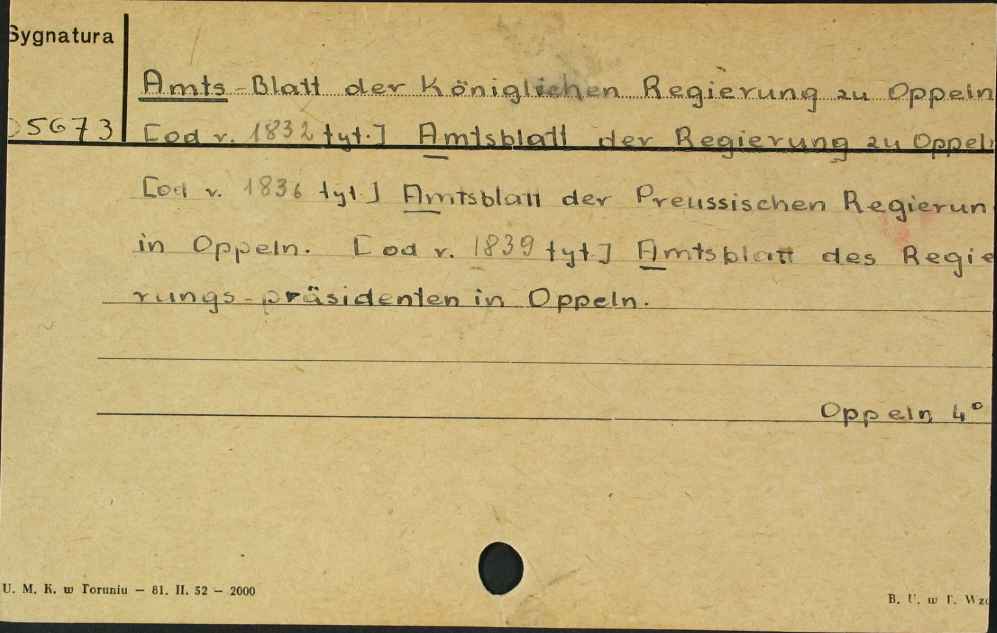 Sygnatura
Amts-Blatt der Königlichen Regierung zu Oppeln
05673 [od r. 1832 tyt.] Amtsblatt der Regierung zu Oppeln
[od r. 1836 tyt.] Amtsblatt der Preussischen Regierun
in Oppeln. [od r. 1839 tyt.] Amtsblatt des Regie
rungs-präsidenten in Oppeln.
Oppeln 4°
U. M. K. w Toruniu — 81. II. 52 — 2000
B. U. w T. Wzó